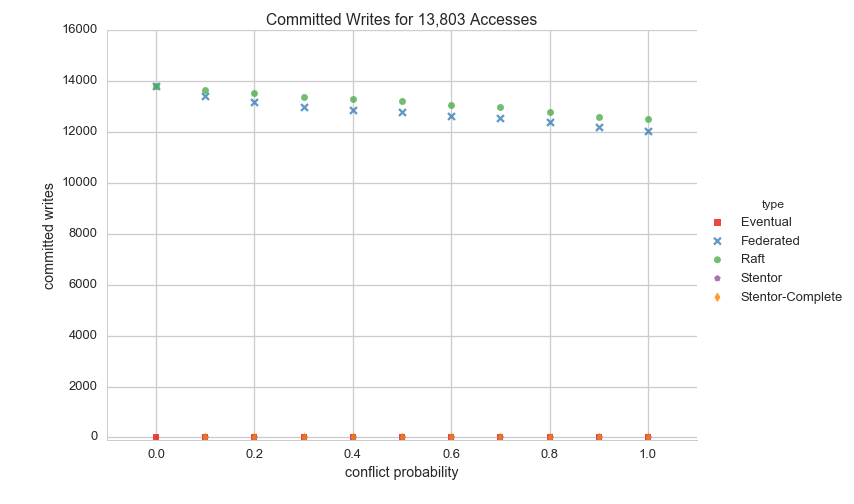 Committed Writes for 13,803 Accesses
16000
14000
12000
10000
8000
6000
4000
2000
0
committed writes
0.0 0.2 0.4 0.6 0.8 1.0
conflict probability
type
Eventual
Federated
Raft
Stentor
Stentor-Complete